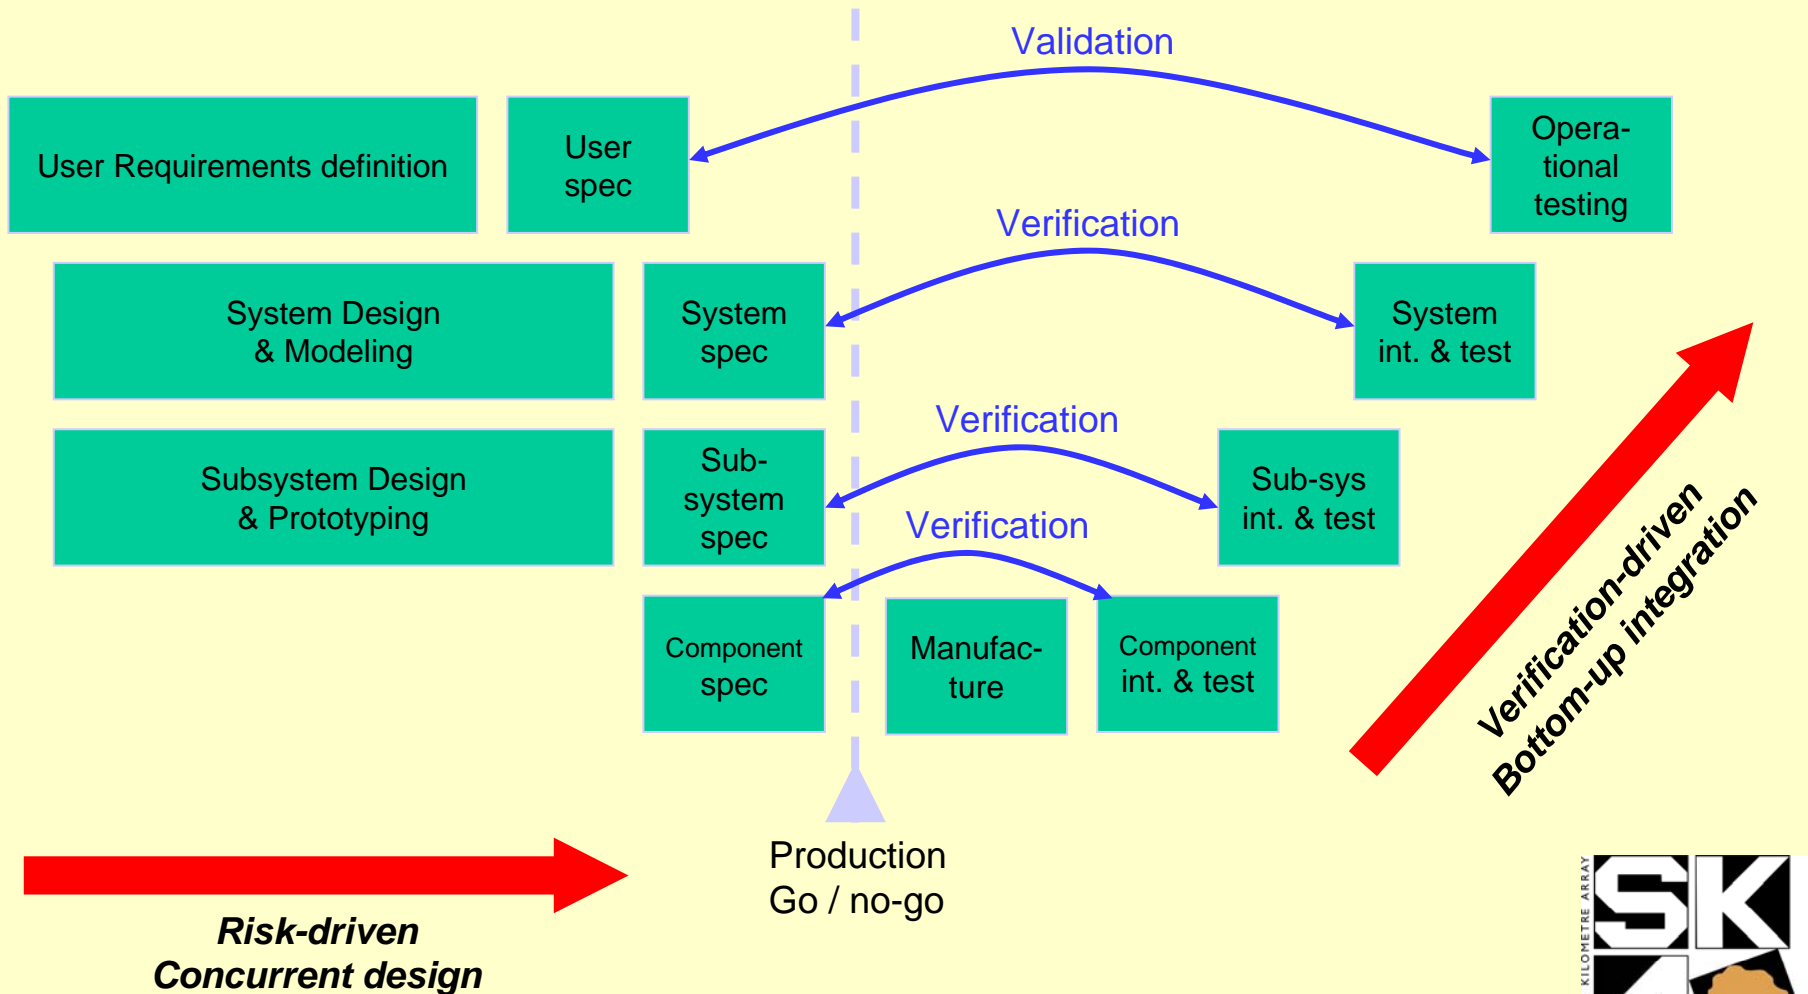 Validation
User Requirements definition
User
spec
Opera-
tional
testing
Verification
System Design
& Modeling
System
spec
System
int. & test
Verification
Subsystem Design
& Prototyping
Sub-
system
spec
Sub-sys
int. & test
Verification
Component
spec
Manufac-
ture
Component
int. & test
Verification-driven
Bottom-up integration
Production
Go / no-go
Risk-driven
Concurrent design
KILOMETRE ARRAY
SK